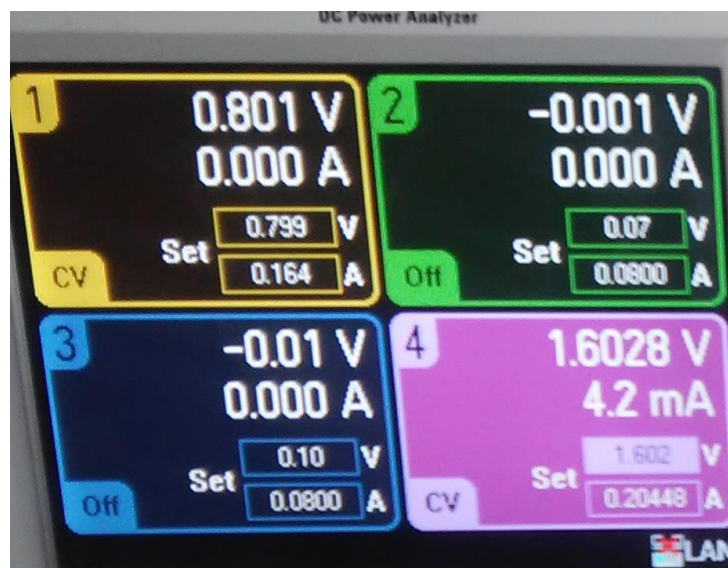 DC Power Analyzer
1
0.801 V
0.000 A
Set 0.799 V
0.164 A
CV
2
-0.001 V
0.000 A
Set 0.07 V
0.0800 A
Off
3
-0.01 V
0.000 A
Set 0.10 V
0.0800 A
Off
4
1.6028 V
4.2 mA
Set 1.602 V
0.20448 A
CV
LAN